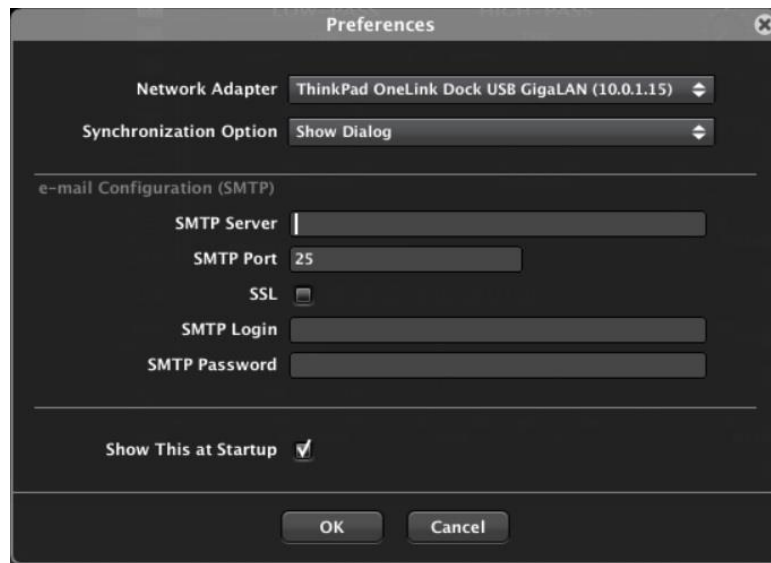 Preferences
Network Adapter ThinkPad OneLink Dock USB GigaLAN (10.0.1.15)
Synchronization Option Show Dialog
e-mail Configuration (SMTP)
SMTP Server
SMTP Port 25
SSL
SMTP Login
SMTP Password
Show This at Startup
OK Cancel